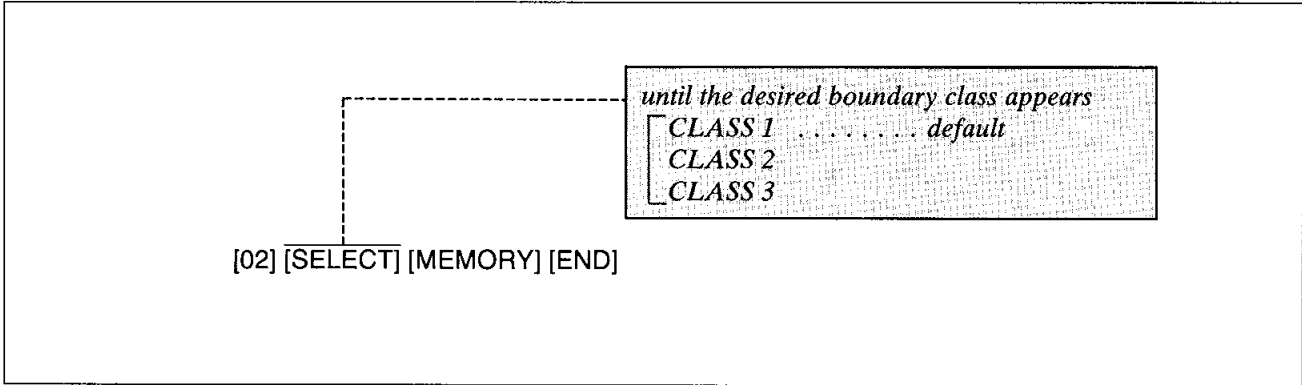 until the desired boundary class appears
CLASS 1 ........ default
CLASS 2
CLASS 3
[02] [SELECT] [MEMORY] [END]